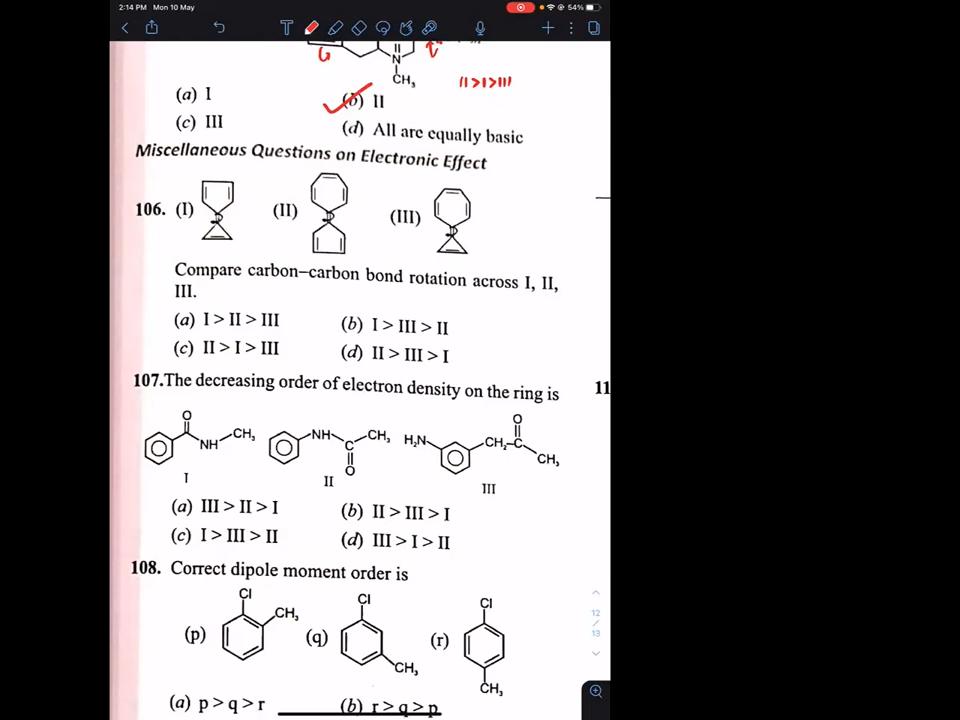 2:14 PM Mon 10 May
54%
N
CH₃
II>I>III
(a) I
(b) II
(c) III
(d) All are equally basic
Miscellaneous Questions on Electronic Effect
106. (I) (II) (III)
Compare carbon–carbon bond rotation across I, II,
III.
(a) I > II > III
(b) I > III > II
(c) II > I > III
(d) II > III > I
107.The decreasing order of electron density on the ring is
11
O
NH
CH₃
I
NH
C
CH₃
O
II
H₂N
CH₂–C
O
CH₃
III
(a) III > II > I
(b) II > III > I
(c) I > III > II
(d) III > I > II
108. Correct dipole moment order is
(p) Cl CH₃
(q) Cl CH₃
(r) Cl CH₃
(a) p > q > r
(b) r > q > p
12
/
13